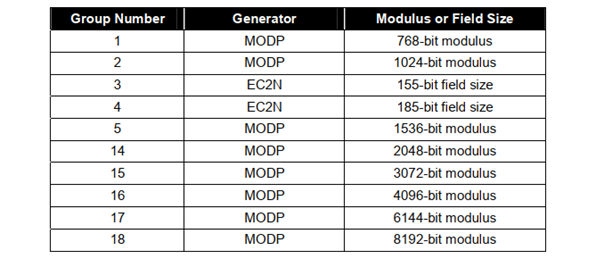 Group Number Generator Modulus or Field Size
1 MODP 768-bit modulus
2 MODP 1024-bit modulus
3 EC2N 155-bit field size
4 EC2N 185-bit field size
5 MODP 1536-bit modulus
14 MODP 2048-bit modulus
15 MODP 3072-bit modulus
16 MODP 4096-bit modulus
17 MODP 6144-bit modulus
18 MODP 8192-bit modulus